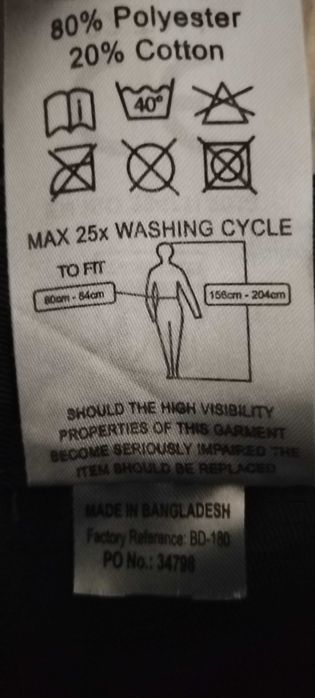 80% Polyester
20% Cotton
40°
MAX 25x WASHING CYCLE
TO FIT
80cm - 84cm
156cm - 204cm
SHOULD THE HIGH VISIBILITY
PROPERTIES OF THIS GARMENT
BECOME SERIOUSLY IMPAIRED THE
ITEM SHOULD BE REPLACED
MADE IN BANGLADESH
Factory Reference: BD-180
PO No.: 34798